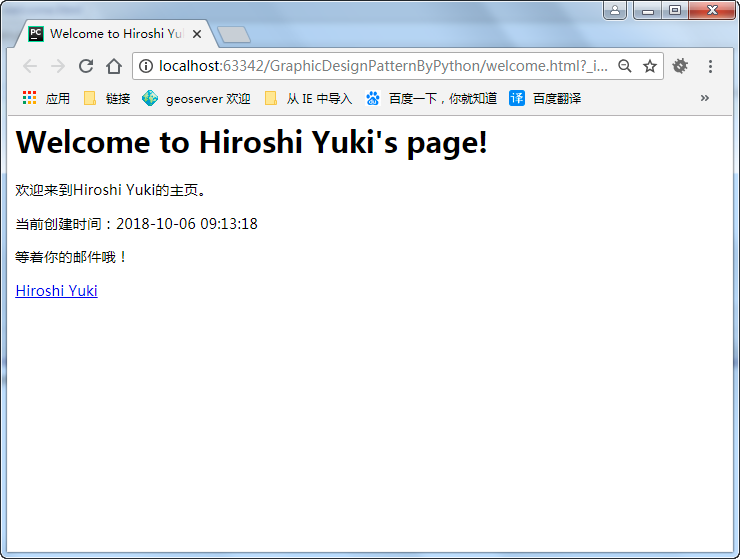 Welcome to Hiroshi Yuki
localhost:63342/GraphicDesignPatternByPython/welcome.html?_i...
应用 链接 geoserver 欢迎 从 IE 中导入 百度一下，你就知道 译 百度翻译 »
Welcome to Hiroshi Yuki's page!
欢迎来到Hiroshi Yuki的主页。
当前创建时间：2018-10-06 09:13:18
等着你的邮件哦！
Hiroshi Yuki